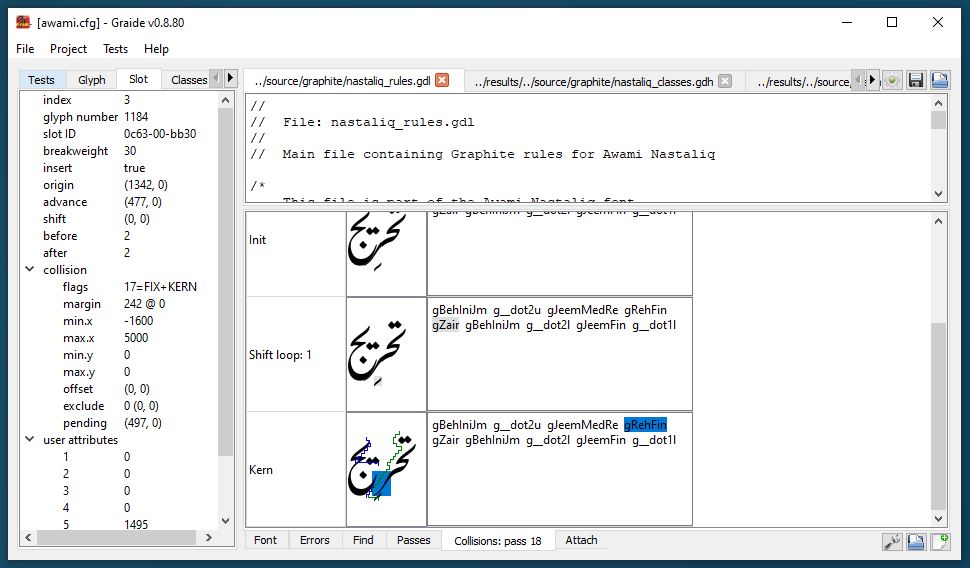 [awami.cfg] - Graide v0.8.80
File Project Tests Help
Tests Glyph Slot Classes
../source/graphite/nastaliq_rules.gdl ../results/../source/graphite/nastaliq_classes.gdh ../results/../source/
index 3
glyph number 1184
slot ID 0c63-00-bb30
breakweight 30
insert true
origin (1342, 0)
advance (477, 0)
shift (0, 0)
before 2
after 2
collision
flags 17=FIX+KERN
margin 242 @ 0
min.x -1600
max.x 5000
min.y 0
max.y 0
offset (0, 0)
exclude 0 (0, 0)
pending (497, 0)
user attributes
1 0
2 0
3 0
4 0
5 1495
//
// File: nastaliq_rules.gdl
//
// Main file containing Graphite rules for Awami Nastaliq
/*
This file is part of the Awami Nastaliq font
gZair gBehIniJm g__dot2l gJeemFin g__dot1l
Init
Shift loop: 1
gBehIniJm g__dot2u gJeemMedRe gRehFin
gZair gBehIniJm g__dot2l gJeemFin g__dot1l
Kern
gBehIniJm g__dot2u gJeemMedRe gRehFin
gZair gBehIniJm g__dot2l gJeemFin g__dot1l
Font Errors Find Passes Collisions: pass 18 Attach